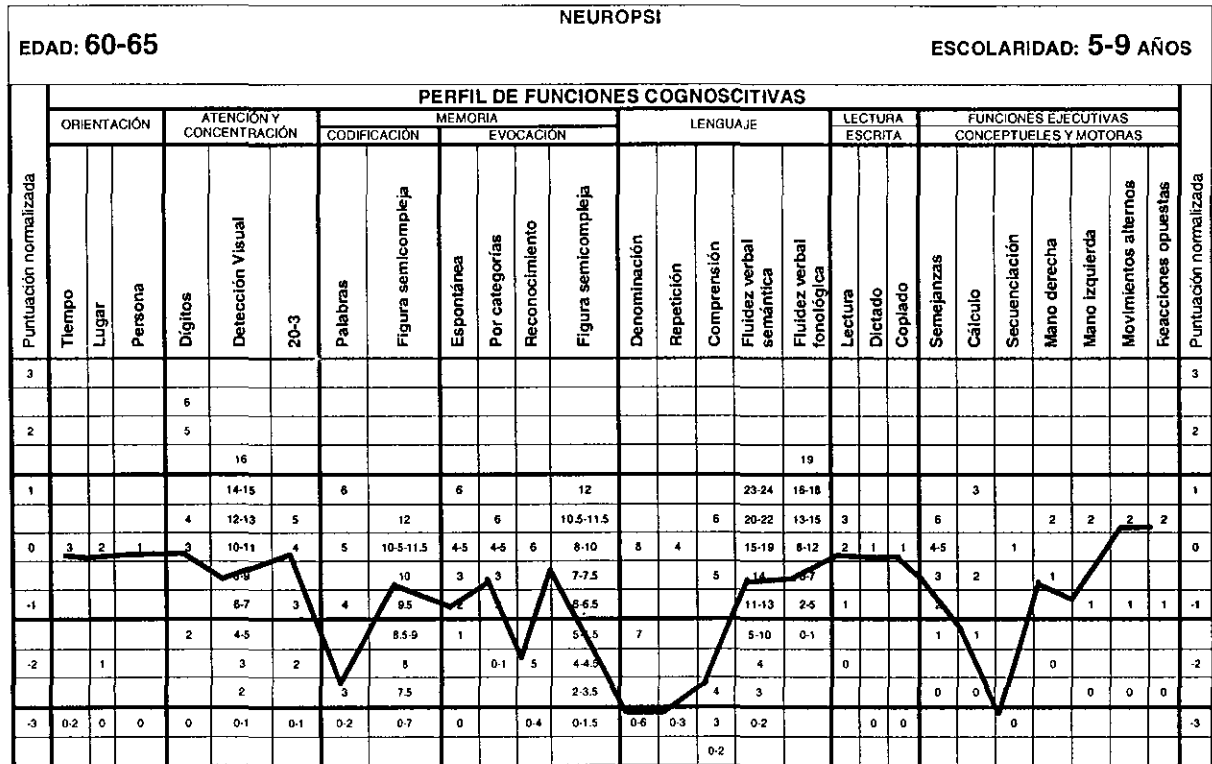 NEUROPSI
EDAD: 60-65 ESCOLARIDAD: 5-9 AÑOS
PERFIL DE FUNCIONES COGNOSCITIVAS
ORIENTACIÓN ATENCIÓN Y CONCENTRACIÓN MEMORIA LENGUAJE LECTURA FUNCIONES EJECUTIVAS
CODIFICACIÓN EVOCACIÓN ESCRITA CONCEPTUELES Y MOTORAS
Puntuación normalizada Tiempo Lugar Persona Dígitos Detección Visual 20-3 Palabras Figura semicompleja Espontánea Por categorías Reconocimiento Figura semicompleja Denominación Repetición Comprensión Fluidez verbal semántica Fluidez verbal fonológica Lectura Dictado Copiado Semejanzas Cálculo Secuenciación Mano derecha Mano izquierda Movimientos alternos Reacciones opuestas Puntuación normalizada
3 3
6
2 5 2
16 19
1 14-15 6 6 12 23-24 16-18 3 1
4 12-13 5 12 6 10.5-11.5 6 20-22 13-15 3 6 2 2 2 2
0 3 2 1 3 10-11 4 5 10-5-11.5 4-5 4-5 6 8-10 8 4 15-19 8-12 2 1 1 4-5 1 0
10 3 3 7-7.5 5 14 3 2 1
-1 6-7 3 4 9.5 2 6-6.5 11-13 2-5 1 1 1 1 -1
2 4-5 8.5-9 1 7 5-10 0-1 1 1
-2 1 3 2 8 0-1 5 4-4.5 4 0 0 -2
2 3 7.5 2-3.5 4 3 0 0 0 0 0
-3 0-2 0 0 0 0-1 0-1 0-2 0-7 0 0-4 0-1.5 0-6 0-3 3 0-2 0 0 0 -3
0-2